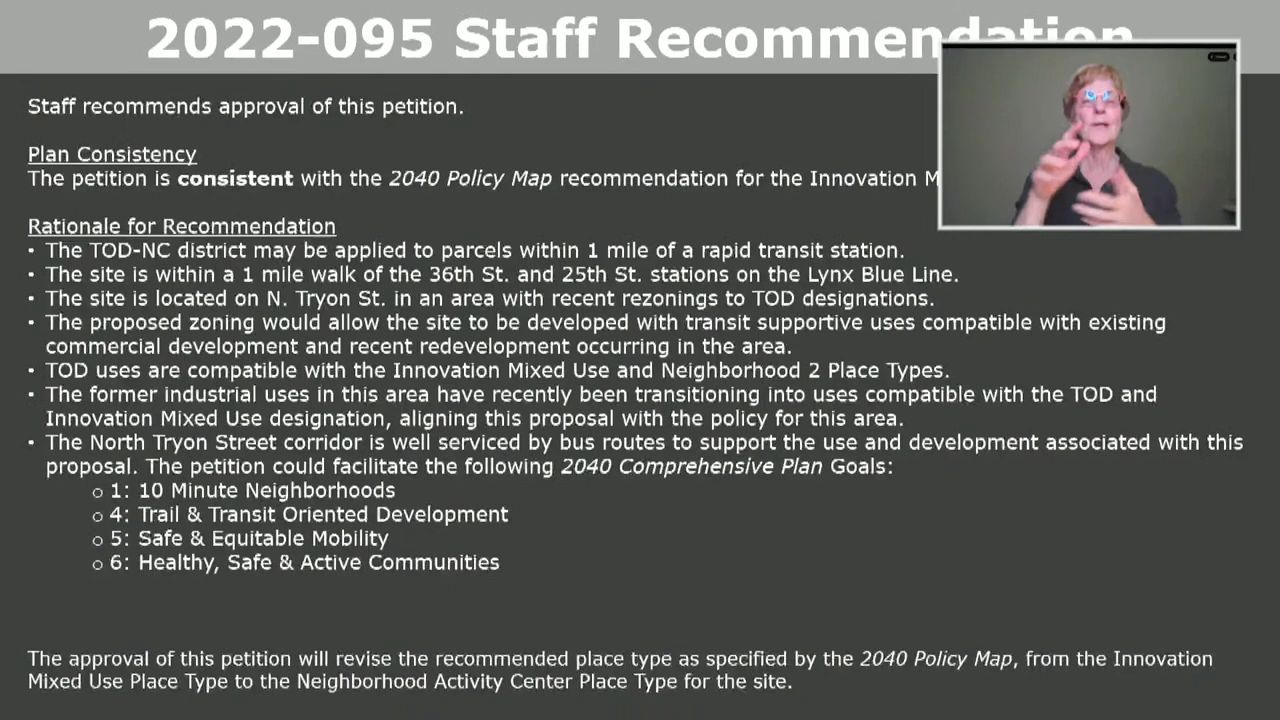 2022-095 Staff Recommendation
Staff recommends approval of this petition.
Plan Consistency
The petition is consistent with the 2040 Policy Map recommendation for the Innovation M
Rationale for Recommendation
• The TOD-NC district may be applied to parcels within 1 mile of a rapid transit station.
• The site is within a 1 mile walk of the 36th St. and 25th St. stations on the Lynx Blue Line.
• The site is located on N. Tryon St. in an area with recent rezonings to TOD designations.
• The proposed zoning would allow the site to be developed with transit supportive uses compatible with existing
commercial development and recent redevelopment occurring in the area.
• TOD uses are compatible with the Innovation Mixed Use and Neighborhood 2 Place Types.
• The former industrial uses in this area have recently been transitioning into uses compatible with the TOD and
Innovation Mixed Use designation, aligning this proposal with the policy for this area.
• The North Tryon Street corridor is well serviced by bus routes to support the use and development associated with this
proposal. The petition could facilitate the following 2040 Comprehensive Plan Goals:
o 1: 10 Minute Neighborhoods
o 4: Trail & Transit Oriented Development
o 5: Safe & Equitable Mobility
o 6: Healthy, Safe & Active Communities
The approval of this petition will revise the recommended place type as specified by the 2040 Policy Map, from the Innovation
Mixed Use Place Type to the Neighborhood Activity Center Place Type for the site.